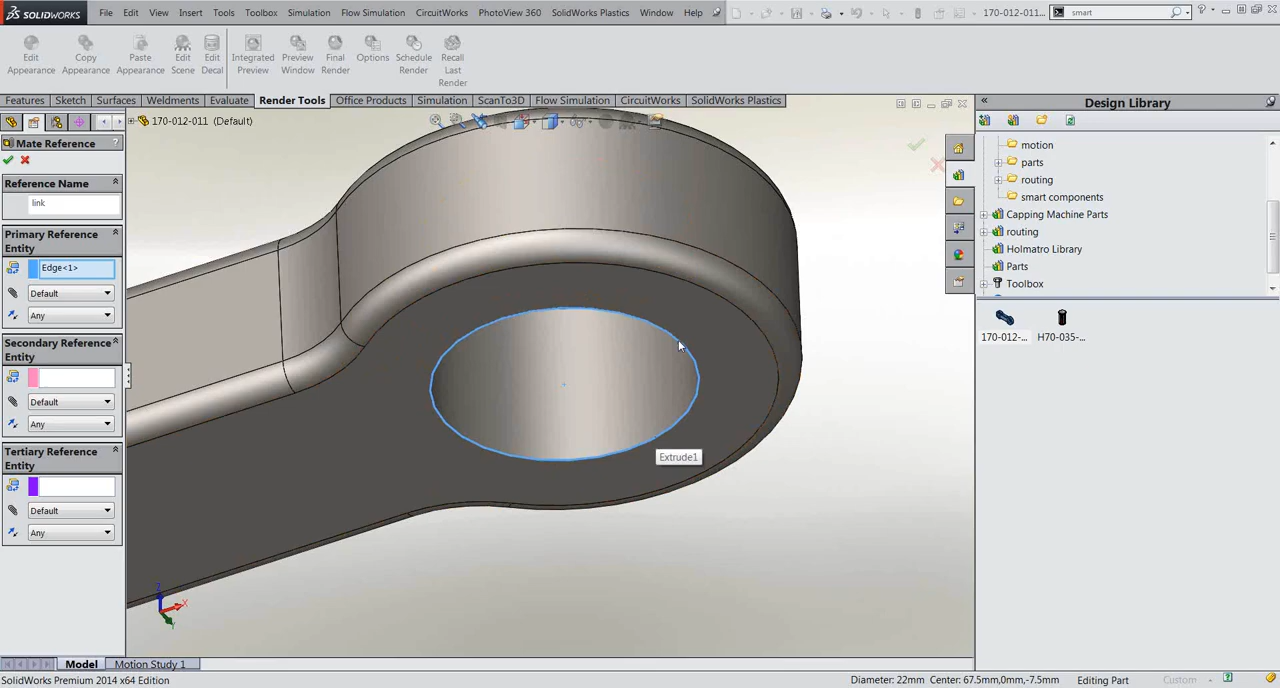 SOLIDWORKS File Edit View Insert Tools Toolbox Simulation Flow Simulation CircuitWorks PhotoView 360 SolidWorks Plastics Window Help 170-012-011... smart
Edit Appearance
Copy Appearance
Paste Appearance
Edit Scene
Edit Decal
Integrated Preview
Preview Window
Final Render
Options
Schedule Render
Recall Last Render
Features Sketch Surfaces Weldments Evaluate Render Tools Office Products Simulation ScanTo3D Flow Simulation CircuitWorks SolidWorks Plastics
170-012-011 (Default)
Mate Reference ?
Reference Name
link
Primary Reference Entity
Edge<1>
Default
Any
Secondary Reference Entity
Default
Any
Tertiary Reference Entity
Default
Any
Extrude1
Z
X
Y
Design Library
motion
parts
routing
smart components
Capping Machine Parts
routing
Holmatro Library
Parts
Toolbox
170-012-... H70-035-...
Model Motion Study 1
SolidWorks Premium 2014 x64 Edition Diameter: 22mm Center: 67.5mm,0mm,-7.5mm Editing Part Custom